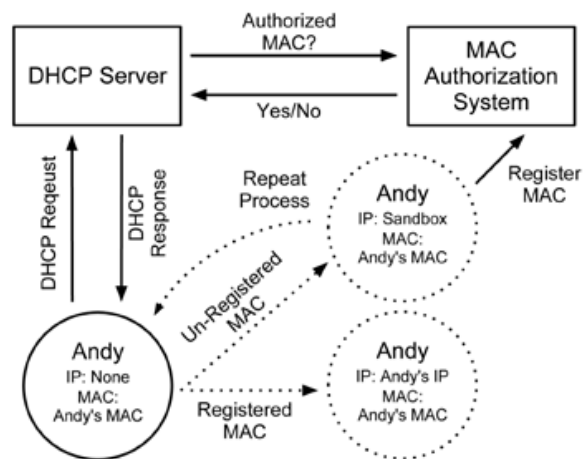 Authorized
MAC?
DHCP Server
MAC
Authorization
System
Yes/No
DHCP Reqeust
DHCP
Response
Repeat
Process
Andy
IP: Sandbox
MAC:
Andy's MAC
Register
MAC
Un-Registered
MAC
Andy
IP: None
MAC:
Andy's MAC
Registered
MAC
Andy
IP: Andy's IP
MAC:
Andy's MAC